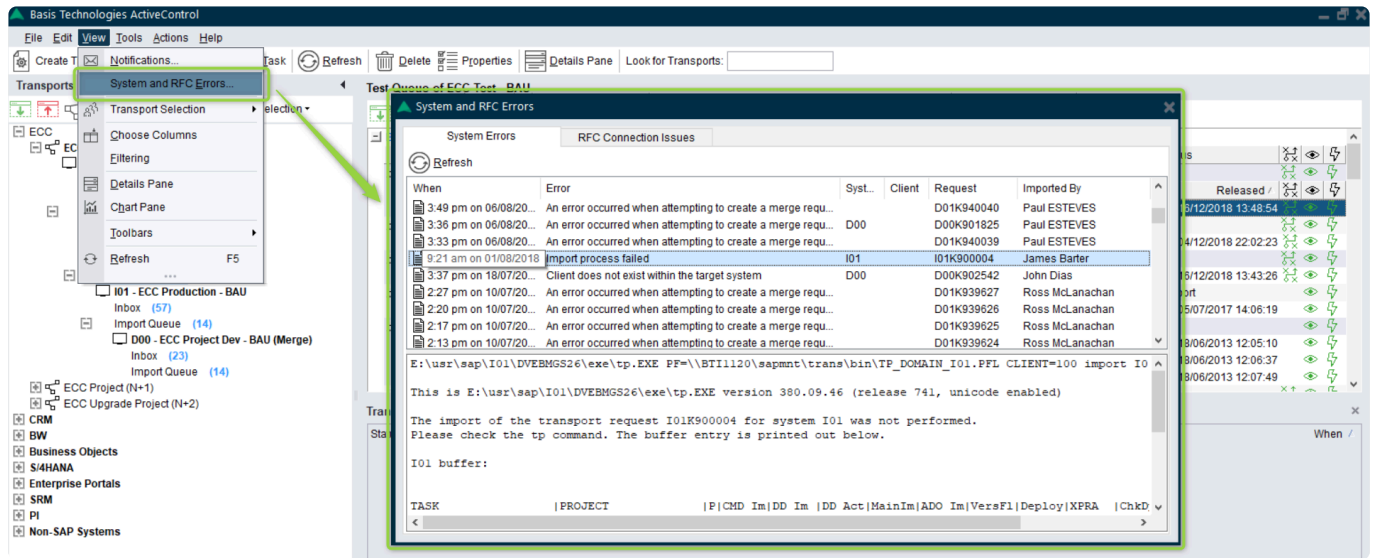 Basis Technologies ActiveControl
File Edit View Tools Actions Help
Create T Notifications... Task Refresh Delete Properties Details Pane Look for Transports:
Transports
System and RFC Errors...
Test Queue of ECC Test - BAU
Transport Selection
election
Choose Columns
Filtering
Details Pane
Chart Pane
Toolbars
Refresh F5
ECC
EC
I01 - ECC Production - BAU
Inbox (57)
Import Queue (14)
D00 - ECC Project Dev - BAU (Merge)
Inbox (23)
Import Queue (14)
ECC Project (N+1)
ECC Upgrade Project (N+2)
CRM
BW
Business Objects
S/4HANA
Enterprise Portals
SRM
PI
Non-SAP Systems
System and RFC Errors
System Errors RFC Connection Issues
Refresh
When Error Syst... Client Request Imported By
3:49 pm on 06/08/20... An error occurred when attempting to create a merge requ... D01K940040 Paul ESTEVES
3:36 pm on 06/08/20... An error occurred when attempting to create a merge requ... D00 D00K901825 Paul ESTEVES
3:33 pm on 06/08/20... An error occurred when attempting to create a merge requ... D01K940039 Paul ESTEVES
9:21 am on 01/08/2018 Import process failed I01 I01K900004 James Barter
3:37 pm on 18/07/20... Client does not exist within the target system D00 D00K902542 John Dias
2:27 pm on 10/07/20... An error occurred when attempting to create a merge requ... D01K939627 Ross McLanachan
2:20 pm on 10/07/20... An error occurred when attempting to create a merge requ... D01K939626 Ross McLanachan
2:17 pm on 10/07/20... An error occurred when attempting to create a merge requ... D01K939625 Ross McLanachan
2:13 pm on 10/07/20... An error occurred when attempting to create a merge requ... D01K939624 Ross McLanachan
E:\usr\sap\I01\DVEBMGS26\exe\tp.EXE PF=\\BTI1120\sapmnt\trans\bin\TP_DOMAIN_I01.PFL CLIENT=100 import I0
This is E:\usr\sap\I01\DVEBMGS26\exe\tp.EXE version 380.09.46 (release 741, unicode enabled)
The import of the transport request I01K900004 for system I01 was not performed.
Please check the tp command. The buffer entry is printed out below.
I01 buffer:
TASK |PROJECT |P|CMD Im|DD Im |DD Act|MainIm|ADO Im|VersFl|Deploy|XPRA |ChkD
us
Released
6/12/2018 13:48:54
04/12/2018 22:02:23
6/12/2018 13:43:26
ort
05/07/2017 14:06:19
8/06/2013 12:05:10
8/06/2013 12:06:37
8/06/2013 12:07:49
Tran
Sta When